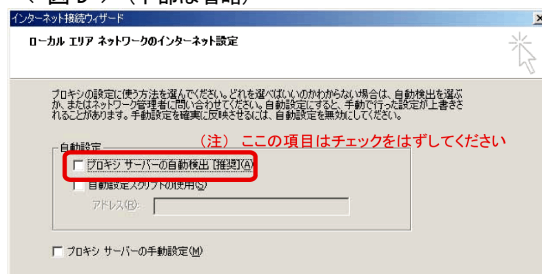 インターネット接続ウィザード
ローカル エリア ネットワークのインターネット設定
プロキシの設定に使う方法を選んでください。どれを選べばいいのかわからない場合は、自動検出を選ぶ
か、またはネットワーク管理者に問い合わせてください。自動設定にすると、手動で行った設定が上書きさ
れることがあります。手動設定を確実に反映させるには、自動設定を無効にしてください。
(注) ここの項目はチェックをはずしてください
自動設定
プロキシ サーバーの自動検出 [推奨](A)
自動設定スクリプトの使用(S)
アドレス(R):
プロキシ サーバーの手動設定(M)